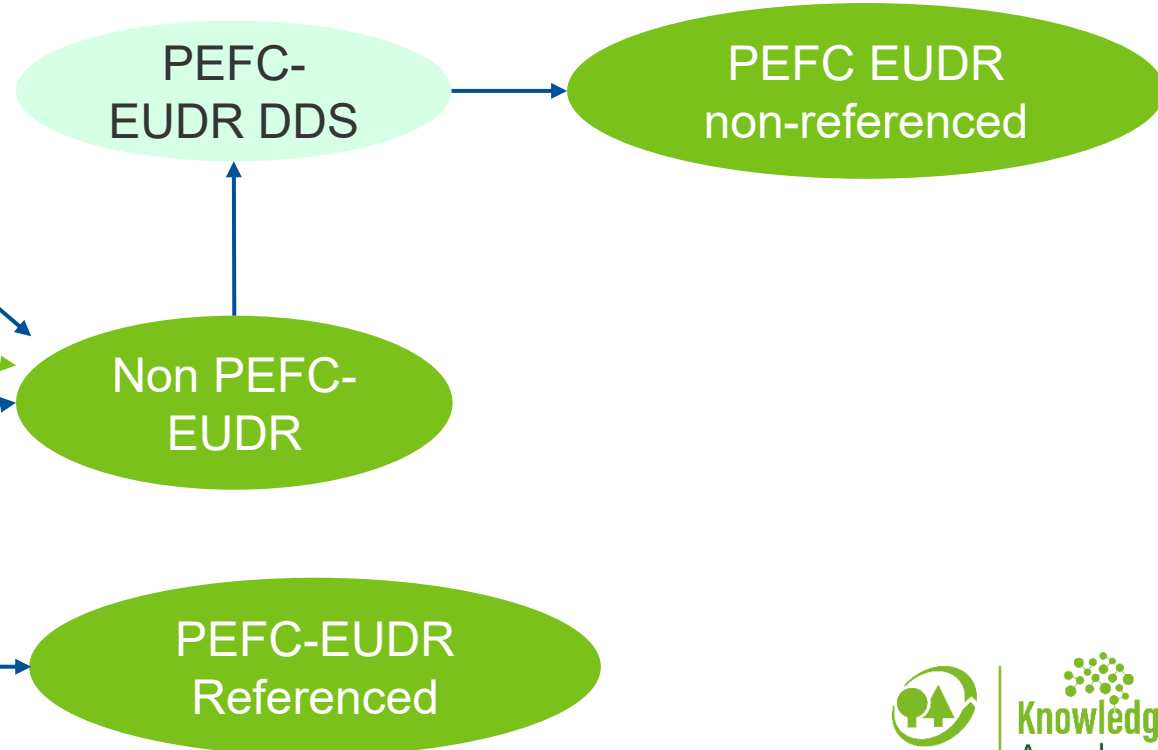 PEFC-
EUDR DDS
PEFC EUDR
non-referenced
Non PEFC-
EUDR
PEFC-EUDR
Referenced
Knowledg